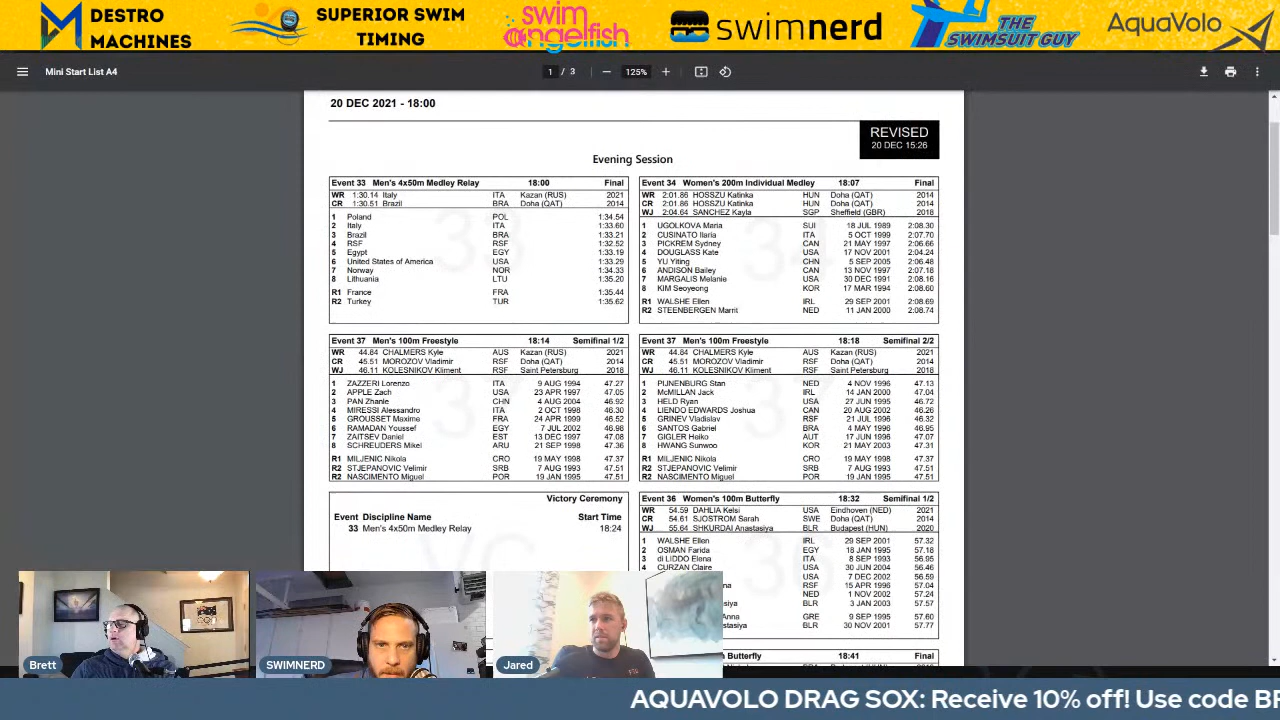 DESTRO
MACHINES
SUPERIOR SWIM
TIMING
swim
angelfish
swimnerd
THE
SWIMSUIT GUY
AquaVolo
Mini Start List A4
1 / 3
125%
20 DEC 2021 - 18:00
REVISED
20 DEC 15:26
Evening Session
Event 33 Men's 4x50m Medley Relay 18:00 Final
WR 1:30.14 Italy ITA Kazan (RUS) 2021
CR 1:30.51 Brazil BRA Doha (QAT) 2014
1 Poland POL 1:34.54
2 Italy ITA 1:33.60
3 Brazil BRA 1:33.21
4 RSF RSF 1:32.52
5 Egypt EGY 1:33.19
6 United States of America USA 1:33.29
7 Norway NOR 1:34.33
8 Lithuania LTU 1:35.20
R1 France FRA 1:35.44
R2 Turkey TUR 1:35.62
Event 34 Women's 200m Individual Medley 18:07 Final
WR 2:01.86 HOSSZU Katinka HUN Doha (QAT) 2014
CR 2:01.86 HOSSZU Katinka HUN Doha (QAT) 2014
WJ 2:04.64 SANCHEZ Kayla SGP Sheffield (GBR) 2018
1 UGOLKOVA Maria SUI 18 JUL 1989 2:08.30
2 CUSINATO Ilaria ITA 5 OCT 1999 2:07.70
3 PICKREM Sydney CAN 21 MAY 1997 2:06.66
4 DOUGLASS Kate USA 17 NOV 2001 2:04.24
5 YU Yiting CHN 5 SEP 2005 2:06.48
6 ANDISON Bailey CAN 13 NOV 1997 2:07.18
7 MARGALIS Melanie USA 30 DEC 1991 2:08.16
8 KIM Seoyeong KOR 17 MAR 1994 2:08.60
R1 WALSHE Ellen IRL 29 SEP 2001 2:08.69
R2 STEENBERGEN Marrit NED 11 JAN 2000 2:08.74
Event 37 Men's 100m Freestyle 18:14 Semifinal 1/2
WR 44.84 CHALMERS Kyle AUS Kazan (RUS) 2021
CR 45.51 MOROZOV Vladimir RSF Doha (QAT) 2014
WJ 46.11 KOLESNIKOV Kliment RSF Saint Petersburg 2018
1 ZAZZERI Lorenzo ITA 9 AUG 1994 47.27
2 APPLE Zach USA 23 APR 1997 47.05
3 PAN Zhanle CHN 4 AUG 2004 46.92
4 MIRESSI Alessandro ITA 2 OCT 1998 46.30
5 GROUSSET Maxime FRA 24 APR 1999 46.52
6 RAMADAN Youssef EGY 7 JUL 2002 46.98
7 ZAITSEV Daniel EST 13 DEC 1997 47.08
8 SCHREUDERS Mikel ARU 21 SEP 1998 47.36
R1 MILJENIC Nikola CRO 19 MAY 1998 47.37
R2 STJEPANOVIC Velimir SRB 7 AUG 1993 47.51
R2 NASCIMENTO Miguel POR 19 JAN 1995 47.51
Event 37 Men's 100m Freestyle 18:18 Semifinal 2/2
WR 44.84 CHALMERS Kyle AUS Kazan (RUS) 2021
CR 45.51 MOROZOV Vladimir RSF Doha (QAT) 2014
WJ 46.11 KOLESNIKOV Kliment RSF Saint Petersburg 2018
1 PIJNENBURG Stan NED 4 NOV 1996 47.13
2 McMILLAN Jack IRL 14 JAN 2000 47.04
3 HELD Ryan USA 27 JUN 1995 46.72
4 LIENDO EDWARDS Joshua CAN 20 AUG 2002 46.26
5 GRINEV Vladislav RSF 21 JUL 1996 46.32
6 SANTOS Gabriel BRA 4 MAY 1996 46.95
7 GIGLER Heiko AUT 17 JUN 1996 47.07
8 HWANG Sunwoo KOR 21 MAY 2003 47.31
R1 MILJENIC Nikola CRO 19 MAY 1998 47.37
R2 STJEPANOVIC Velimir SRB 7 AUG 1993 47.51
R2 NASCIMENTO Miguel POR 19 JAN 1995 47.51
Victory Ceremony
Event Discipline Name Start Time
33 Men's 4x50m Medley Relay 18:24
Event 36 Women's 100m Butterfly 18:32 Semifinal 1/2
WR 54.59 DAHLIA Kelsi USA Eindhoven (NED) 2021
CR 54.61 SJOSTROM Sarah SWE Doha (QAT) 2014
WJ 55.64 SHKURDAI Anastasiya BLR Budapest (HUN) 2020
1 WALSHE Ellen IRL 29 SEP 2001 57.32
2 OSMAN Farida EGY 18 JAN 1995 57.18
3 di LIDDO Elena ITA 8 SEP 1993 56.95
4 CURZAN Claire USA 30 JUN 2004 56.46
USA 7 DEC 2002 56.59
na RSF 15 APR 1996 57.04
NED 1 NOV 2002 57.24
siya BLR 3 JAN 2003 57.57
Anna GRE 9 SEP 1995 57.60
siya BLR 30 NOV 2001 57.77
Butterfly 18:41 Final
Brett
SWIMNERD
Jared
AQUAVOLO DRAG SOX: Receive 10% off! Use code BR